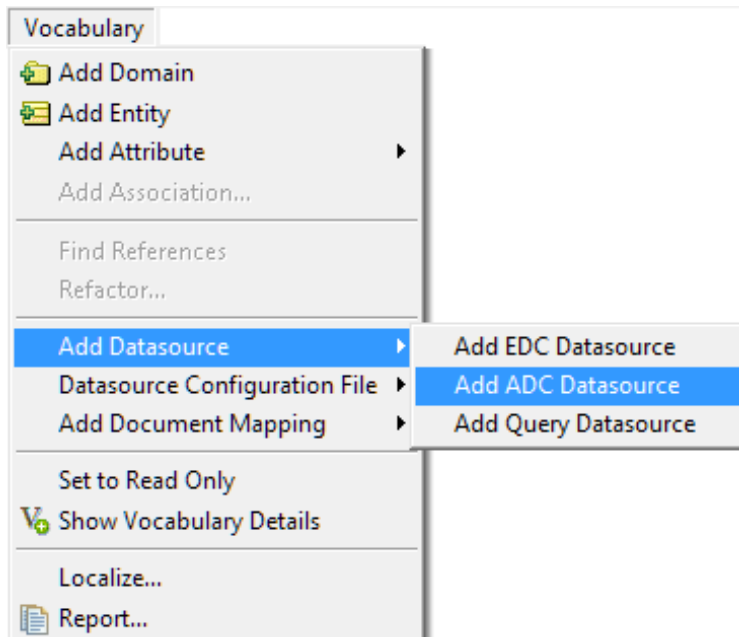 Vocabulary
Add Domain
Add Entity
Add Attribute
Add Association...
Find References
Refactor...
Add Datasource
Datasource Configuration File
Add Document Mapping
Set to Read Only
Show Vocabulary Details
Localize...
Report...
Add EDC Datasource
Add ADC Datasource
Add Query Datasource